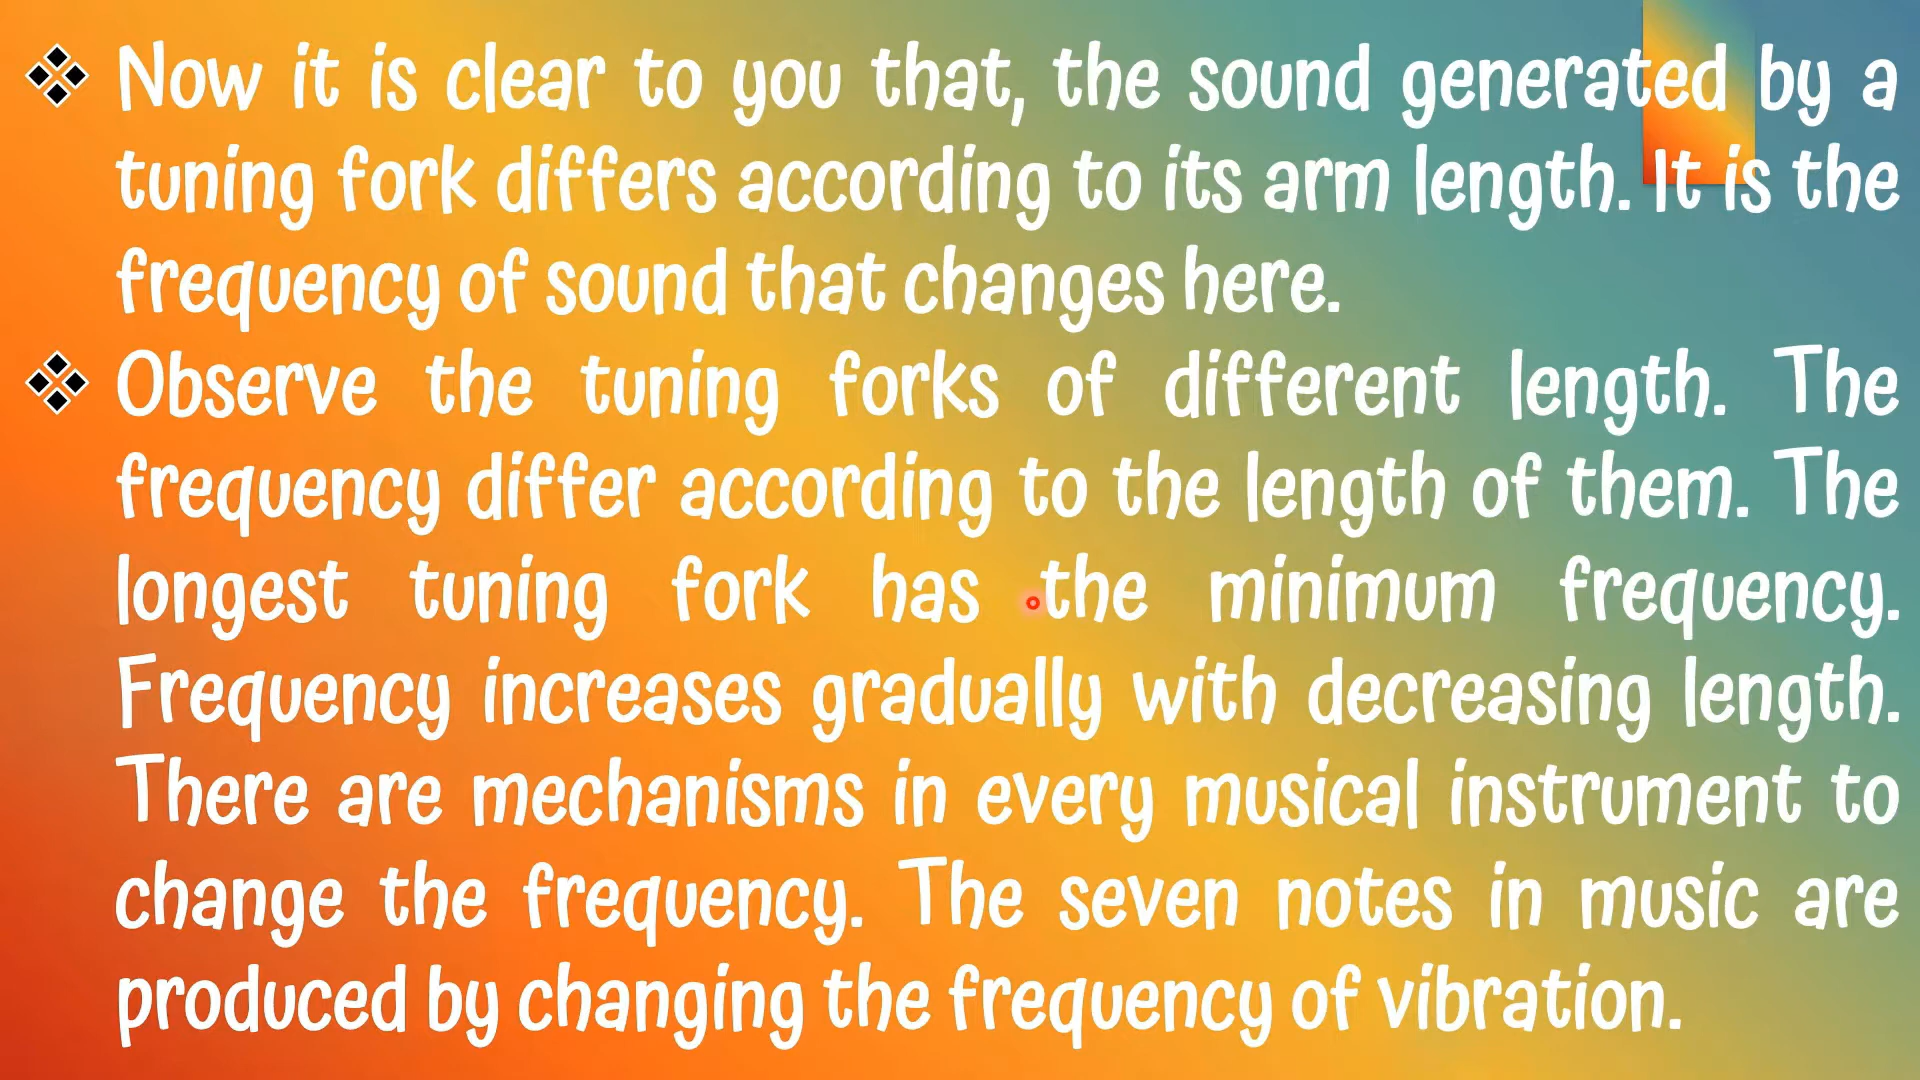 Now it is clear to you that, the sound generated by a
tuning fork differs according to its arm length. It is the
frequency of sound that changes here.
Observe the tuning forks of different length. The
frequency differ according to the length of them. The
longest tuning fork has the minimum frequency.
Frequency increases gradually with decreasing length.
There are mechanisms in every musical instrument to
change the frequency. The seven notes in music are
produced by changing the frequency of vibration.